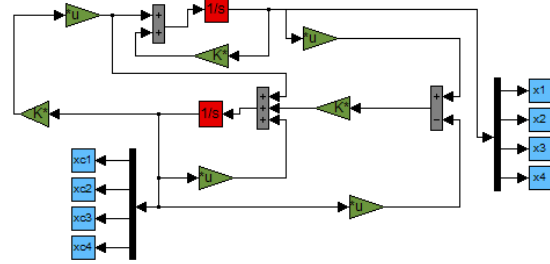 *u
+
+
1/s
K*
*u
x1
x2
x3
x4
K*
1/s
+
+
+
K*
+
−
xc1
xc2
xc3
xc4
*u
*u